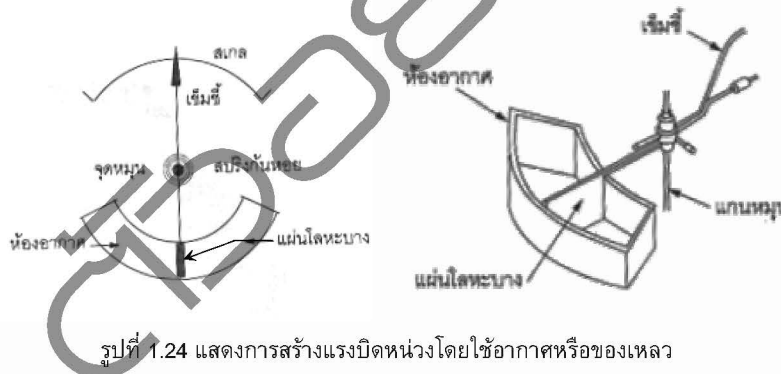 สเกล
เข็มชี้
จุดหมุน
สปริงก้นหอย
ห้องอากาศ
แผ่นโลหะบาง
เข็มชี้
ห้องอากาศ
แกนหมุน
แผ่นโลหะบาง
รูปที่ 1.24 แสดงการสร้างแรงบิดหน่วงโดยใช้อากาศหรือของเหลว